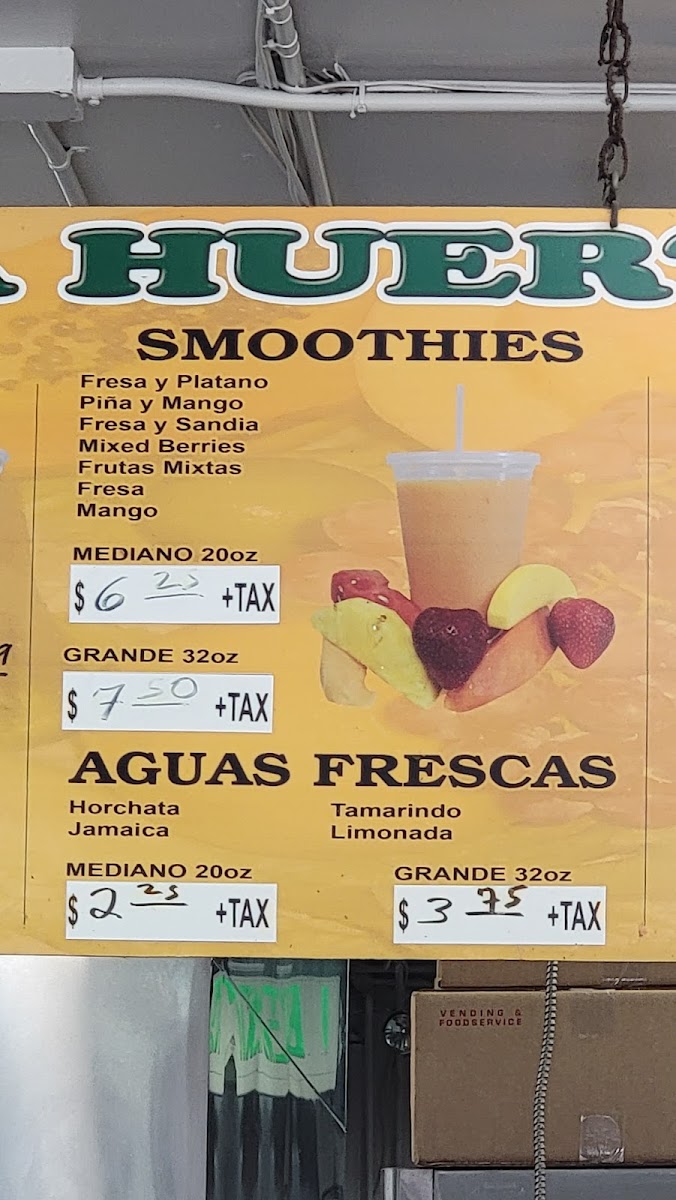 HUER
SMOOTHIES
Fresa y Platano
Piña y Mango
Fresa y Sandia
Mixed Berries
Frutas Mixtas
Fresa
Mango
MEDIANO 20oz
$ 6 25 +TAX
GRANDE 32oz
$ 7 50 +TAX
AGUAS FRESCAS
Horchata
Jamaica
Tamarindo
Limonada
MEDIANO 20oz
$ 2 25 +TAX
GRANDE 32oz
$ 3 75 +TAX
VENDING &
FOODSERVICE